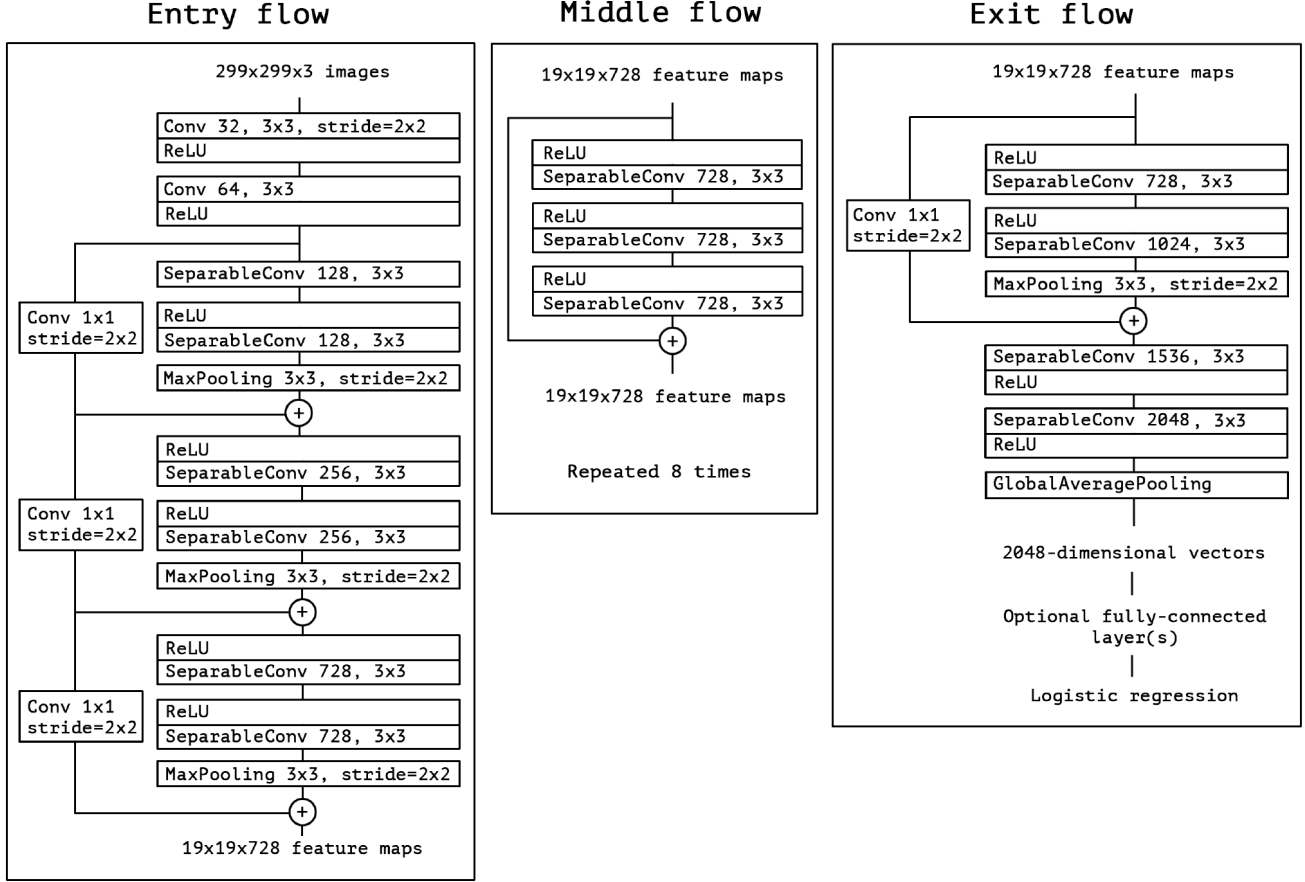 Entry flow
299x299x3 images
Conv 32, 3x3, stride=2x2
ReLU
Conv 64, 3x3
ReLU
SeparableConv 128, 3x3
Conv 1x1
stride=2x2
ReLU
SeparableConv 128, 3x3
MaxPooling 3x3, stride=2x2
+
ReLU
SeparableConv 256, 3x3
Conv 1x1
stride=2x2
ReLU
SeparableConv 256, 3x3
MaxPooling 3x3, stride=2x2
+
ReLU
SeparableConv 728, 3x3
Conv 1x1
stride=2x2
ReLU
SeparableConv 728, 3x3
MaxPooling 3x3, stride=2x2
+
19x19x728 feature maps
Middle flow
19x19x728 feature maps
ReLU
SeparableConv 728, 3x3
ReLU
SeparableConv 728, 3x3
ReLU
SeparableConv 728, 3x3
+
19x19x728 feature maps
Repeated 8 times
Exit flow
19x19x728 feature maps
ReLU
SeparableConv 728, 3x3
Conv 1x1
stride=2x2
ReLU
SeparableConv 1024, 3x3
MaxPooling 3x3, stride=2x2
+
SeparableConv 1536, 3x3
ReLU
SeparableConv 2048, 3x3
ReLU
GlobalAveragePooling
2048-dimensional vectors
Optional fully-connected
layer(s)
Logistic regression